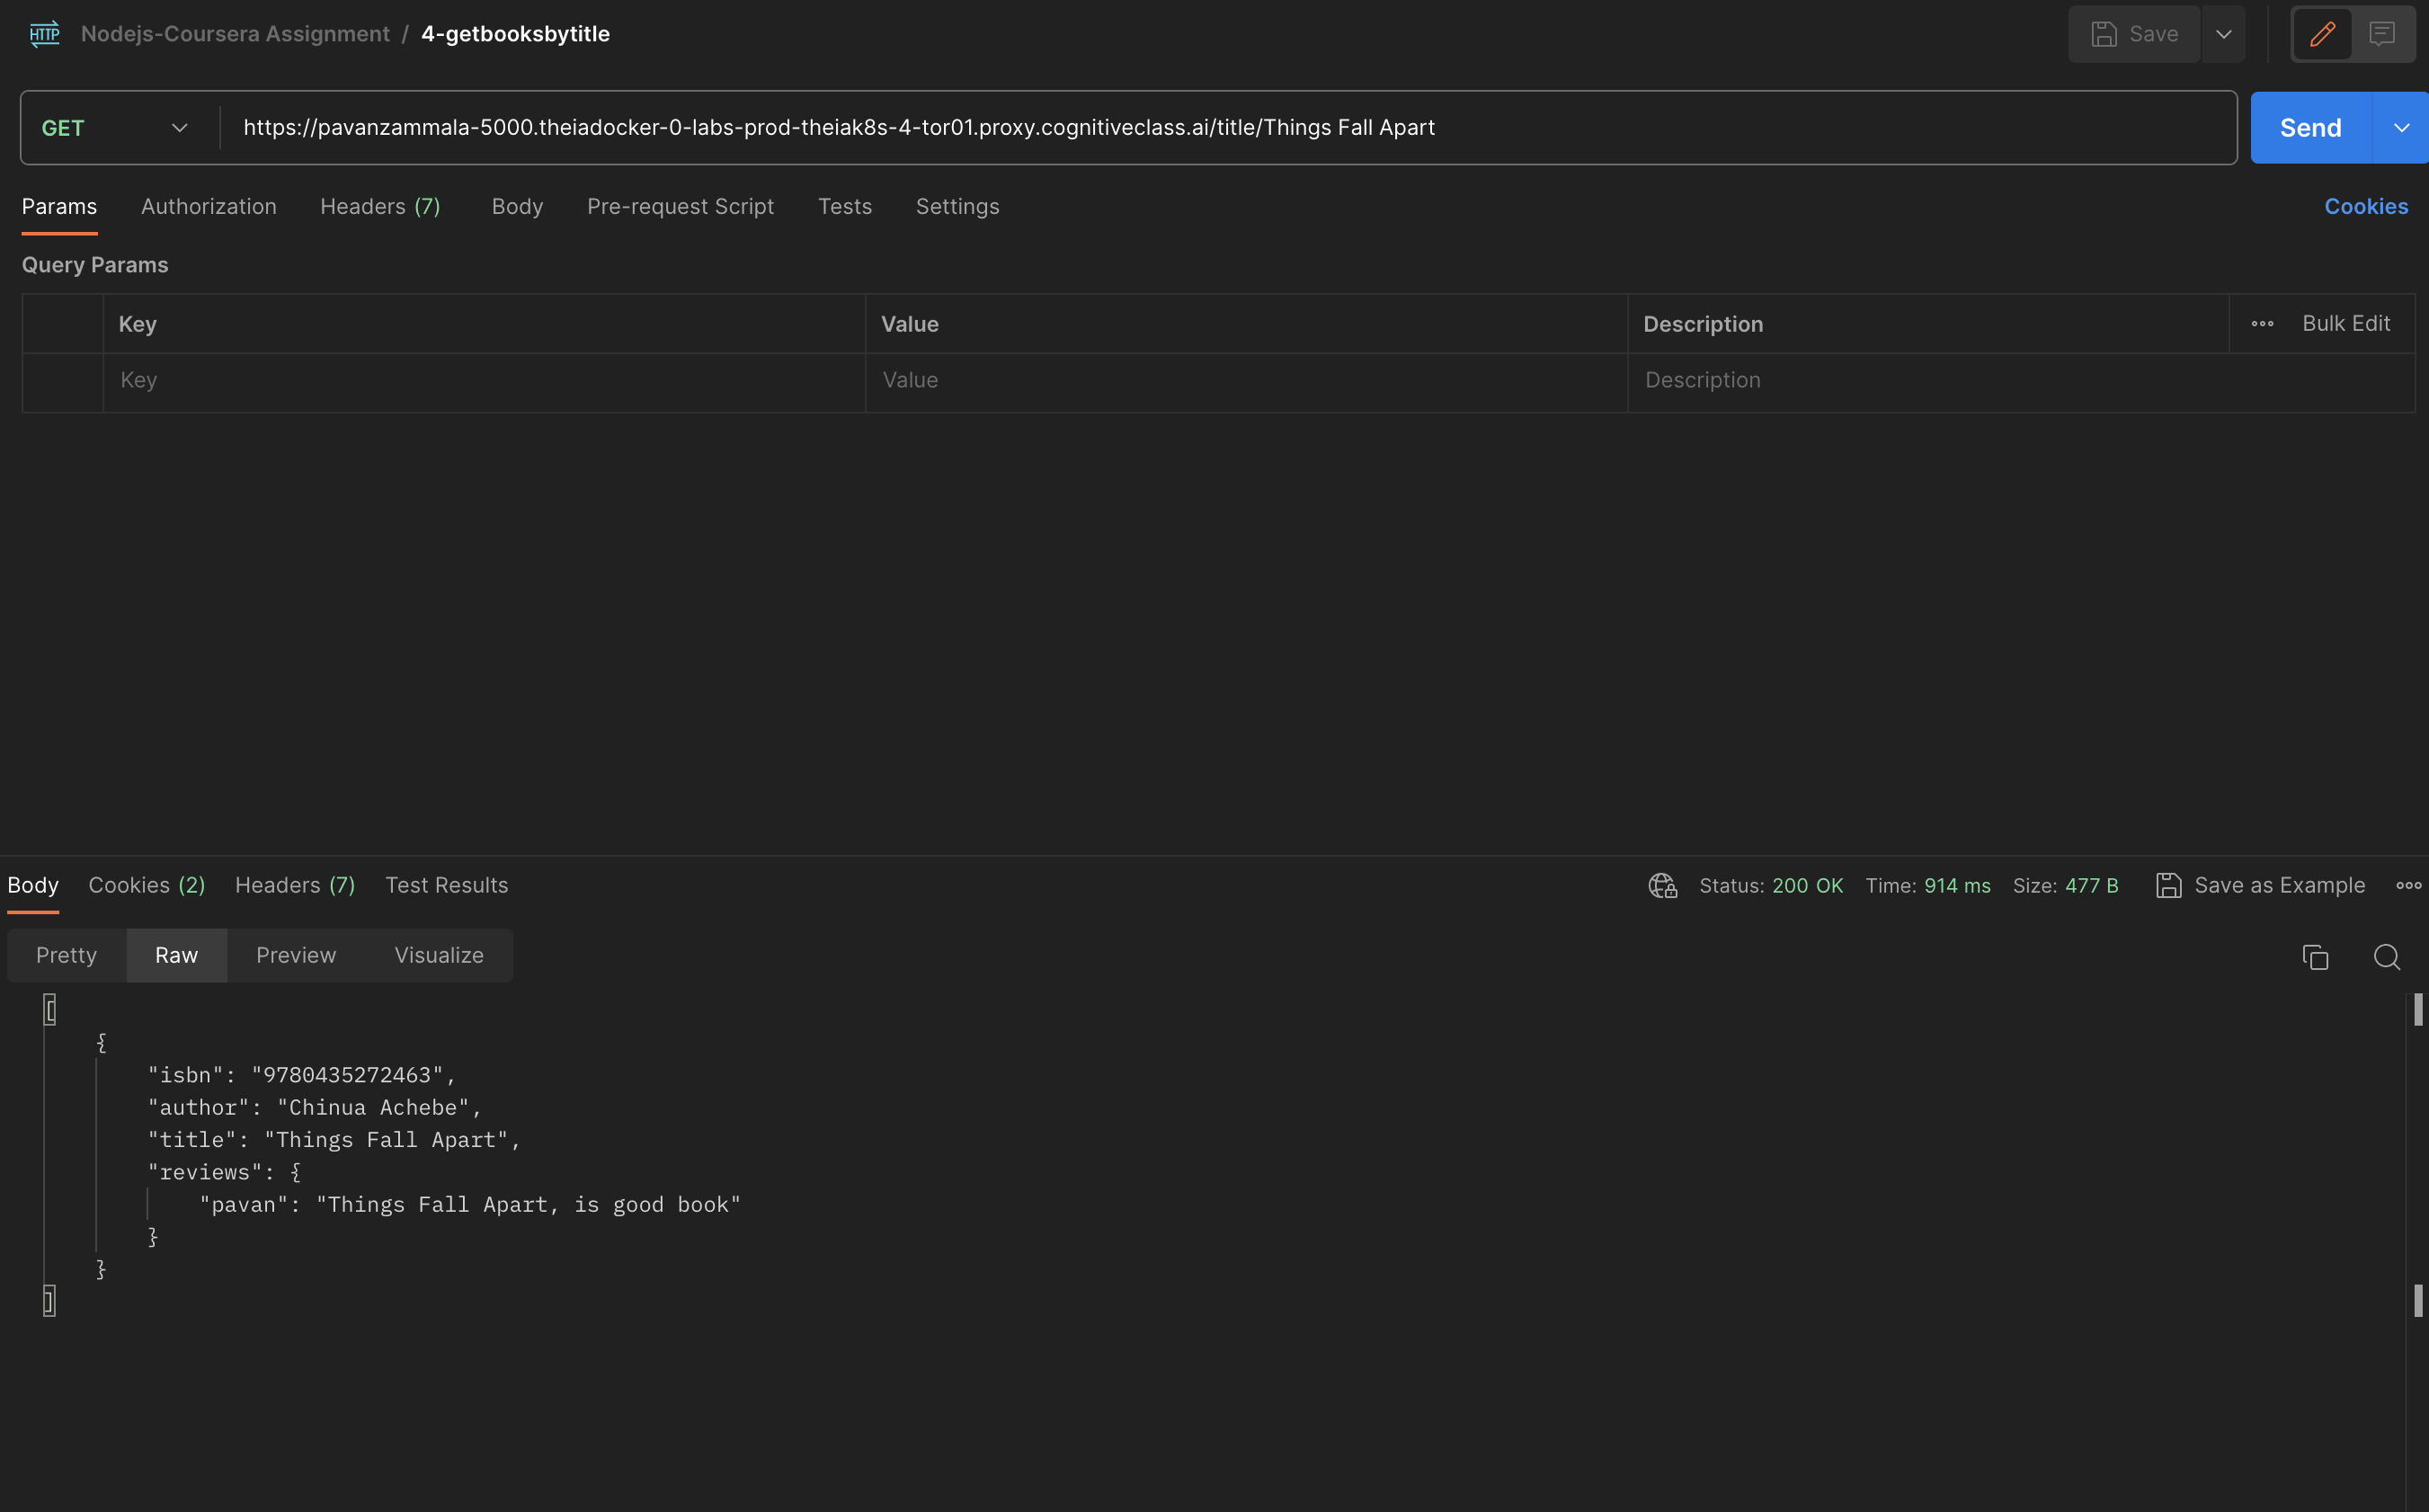 HTTP Nodejs-Coursera Assignment / 4-getbooksbytitle Save
GET https://pavanzammala-5000.theiadocker-0-labs-prod-theiak8s-4-tor01.proxy.cognitiveclass.ai/title/Things Fall Apart Send
Params Authorization Headers (7) Body Pre-request Script Tests Settings Cookies
Query Params
Key Value Description Bulk Edit
Key Value Description
Body Cookies (2) Headers (7) Test Results Status: 200 OK Time: 914 ms Size: 477 B Save as Example
Pretty Raw Preview Visualize
[
{
"isbn": "9780435272463",
"author": "Chinua Achebe",
"title": "Things Fall Apart",
"reviews": {
"pavan": "Things Fall Apart, is good book"
}
}
]